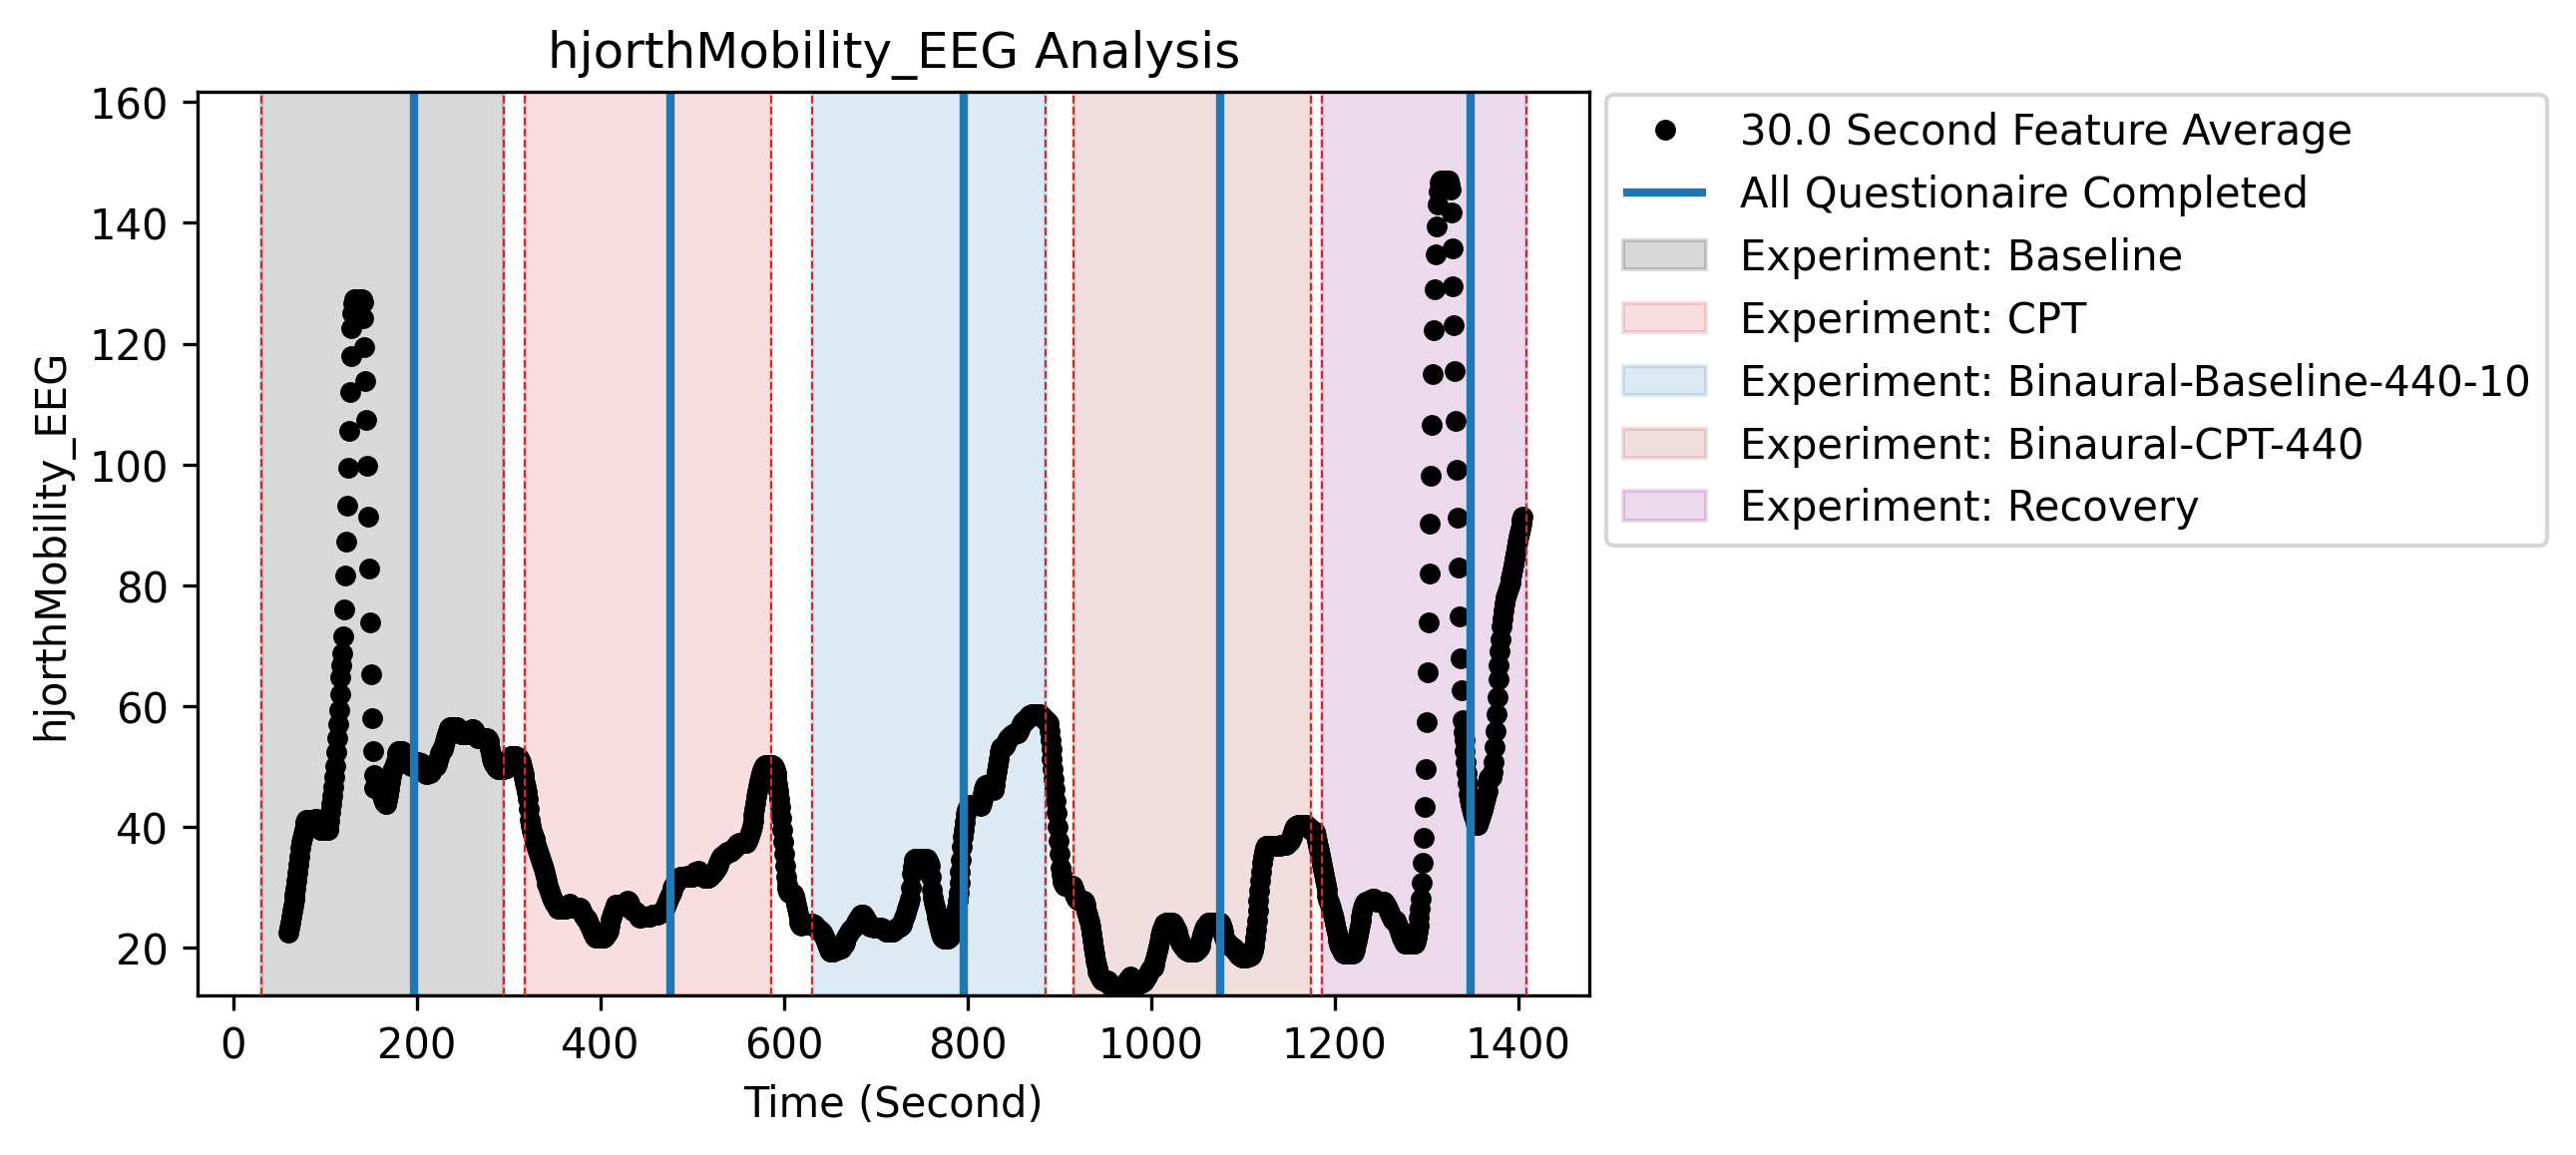 hjorthMobility_EEG Analysis
160
140
120
100
80
60
40
20
hjorthMobility_EEG
0
200
400
600
800
1000
1200
1400
Time (Second)
30.0 Second Feature Average
All Questionaire Completed
Experiment: Baseline
Experiment: CPT
Experiment: Binaural-Baseline-440-10
Experiment: Binaural-CPT-440
Experiment: Recovery